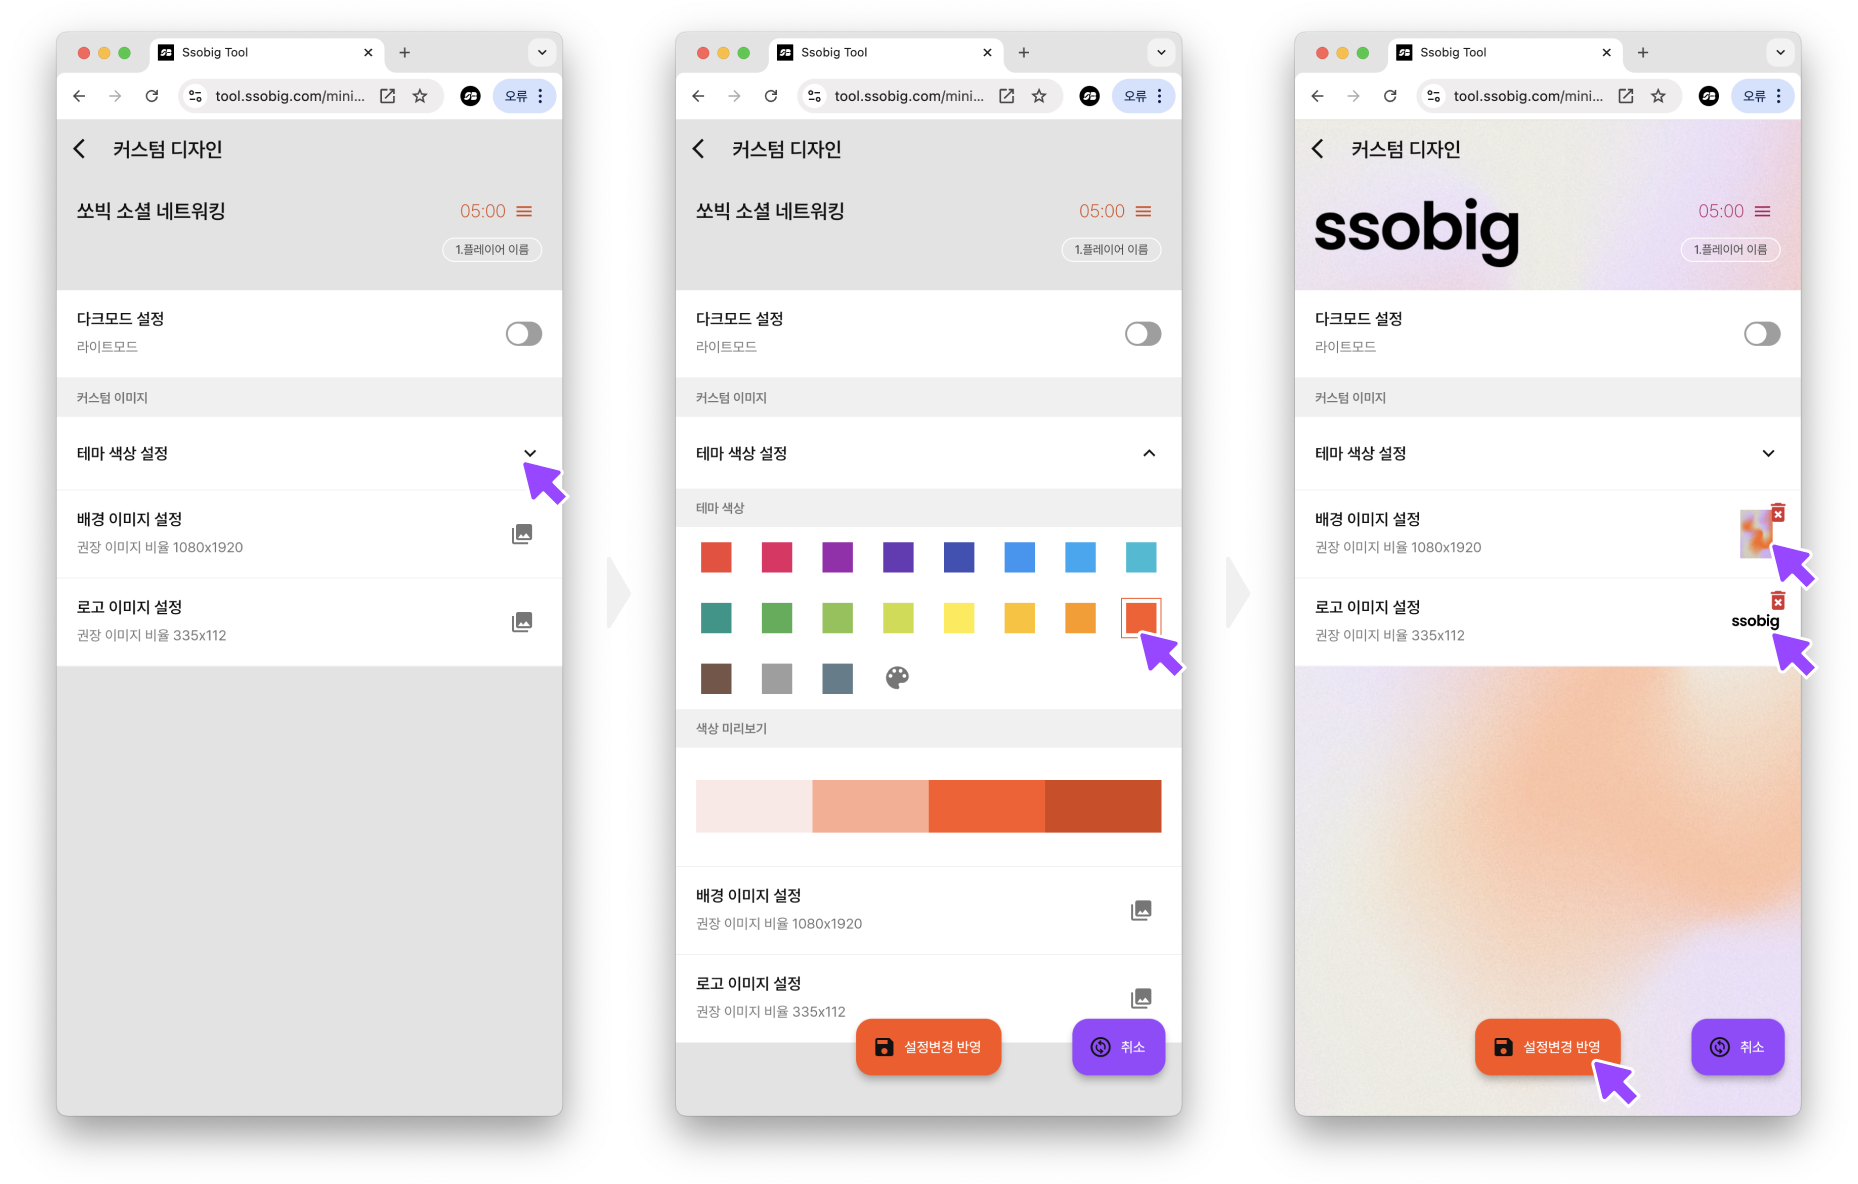 Ssobig Tool
tool.ssobig.com/mini...
오류
커스텀 디자인
쏘빅 소셜 네트워킹
05:00
1.플레이어 이름
다크모드 설정
라이트모드
커스텀 이미지
테마 색상 설정
배경 이미지 설정
권장 이미지 비율 1080x1920
로고 이미지 설정
권장 이미지 비율 335x112
Ssobig Tool
tool.ssobig.com/mini...
오류
커스텀 디자인
쏘빅 소셜 네트워킹
05:00
1.플레이어 이름
다크모드 설정
라이트모드
커스텀 이미지
테마 색상 설정
테마 색상
색상 미리보기
배경 이미지 설정
권장 이미지 비율 1080x1920
로고 이미지 설정
권장 이미지 비율 335x112
설정변경 반영
취소
Ssobig Tool
tool.ssobig.com/mini...
오류
커스텀 디자인
ssobig
05:00
1.플레이어 이름
다크모드 설정
라이트모드
커스텀 이미지
테마 색상 설정
배경 이미지 설정
권장 이미지 비율 1080x1920
로고 이미지 설정
ssobig
권장 이미지 비율 335x112
설정변경 반영
취소